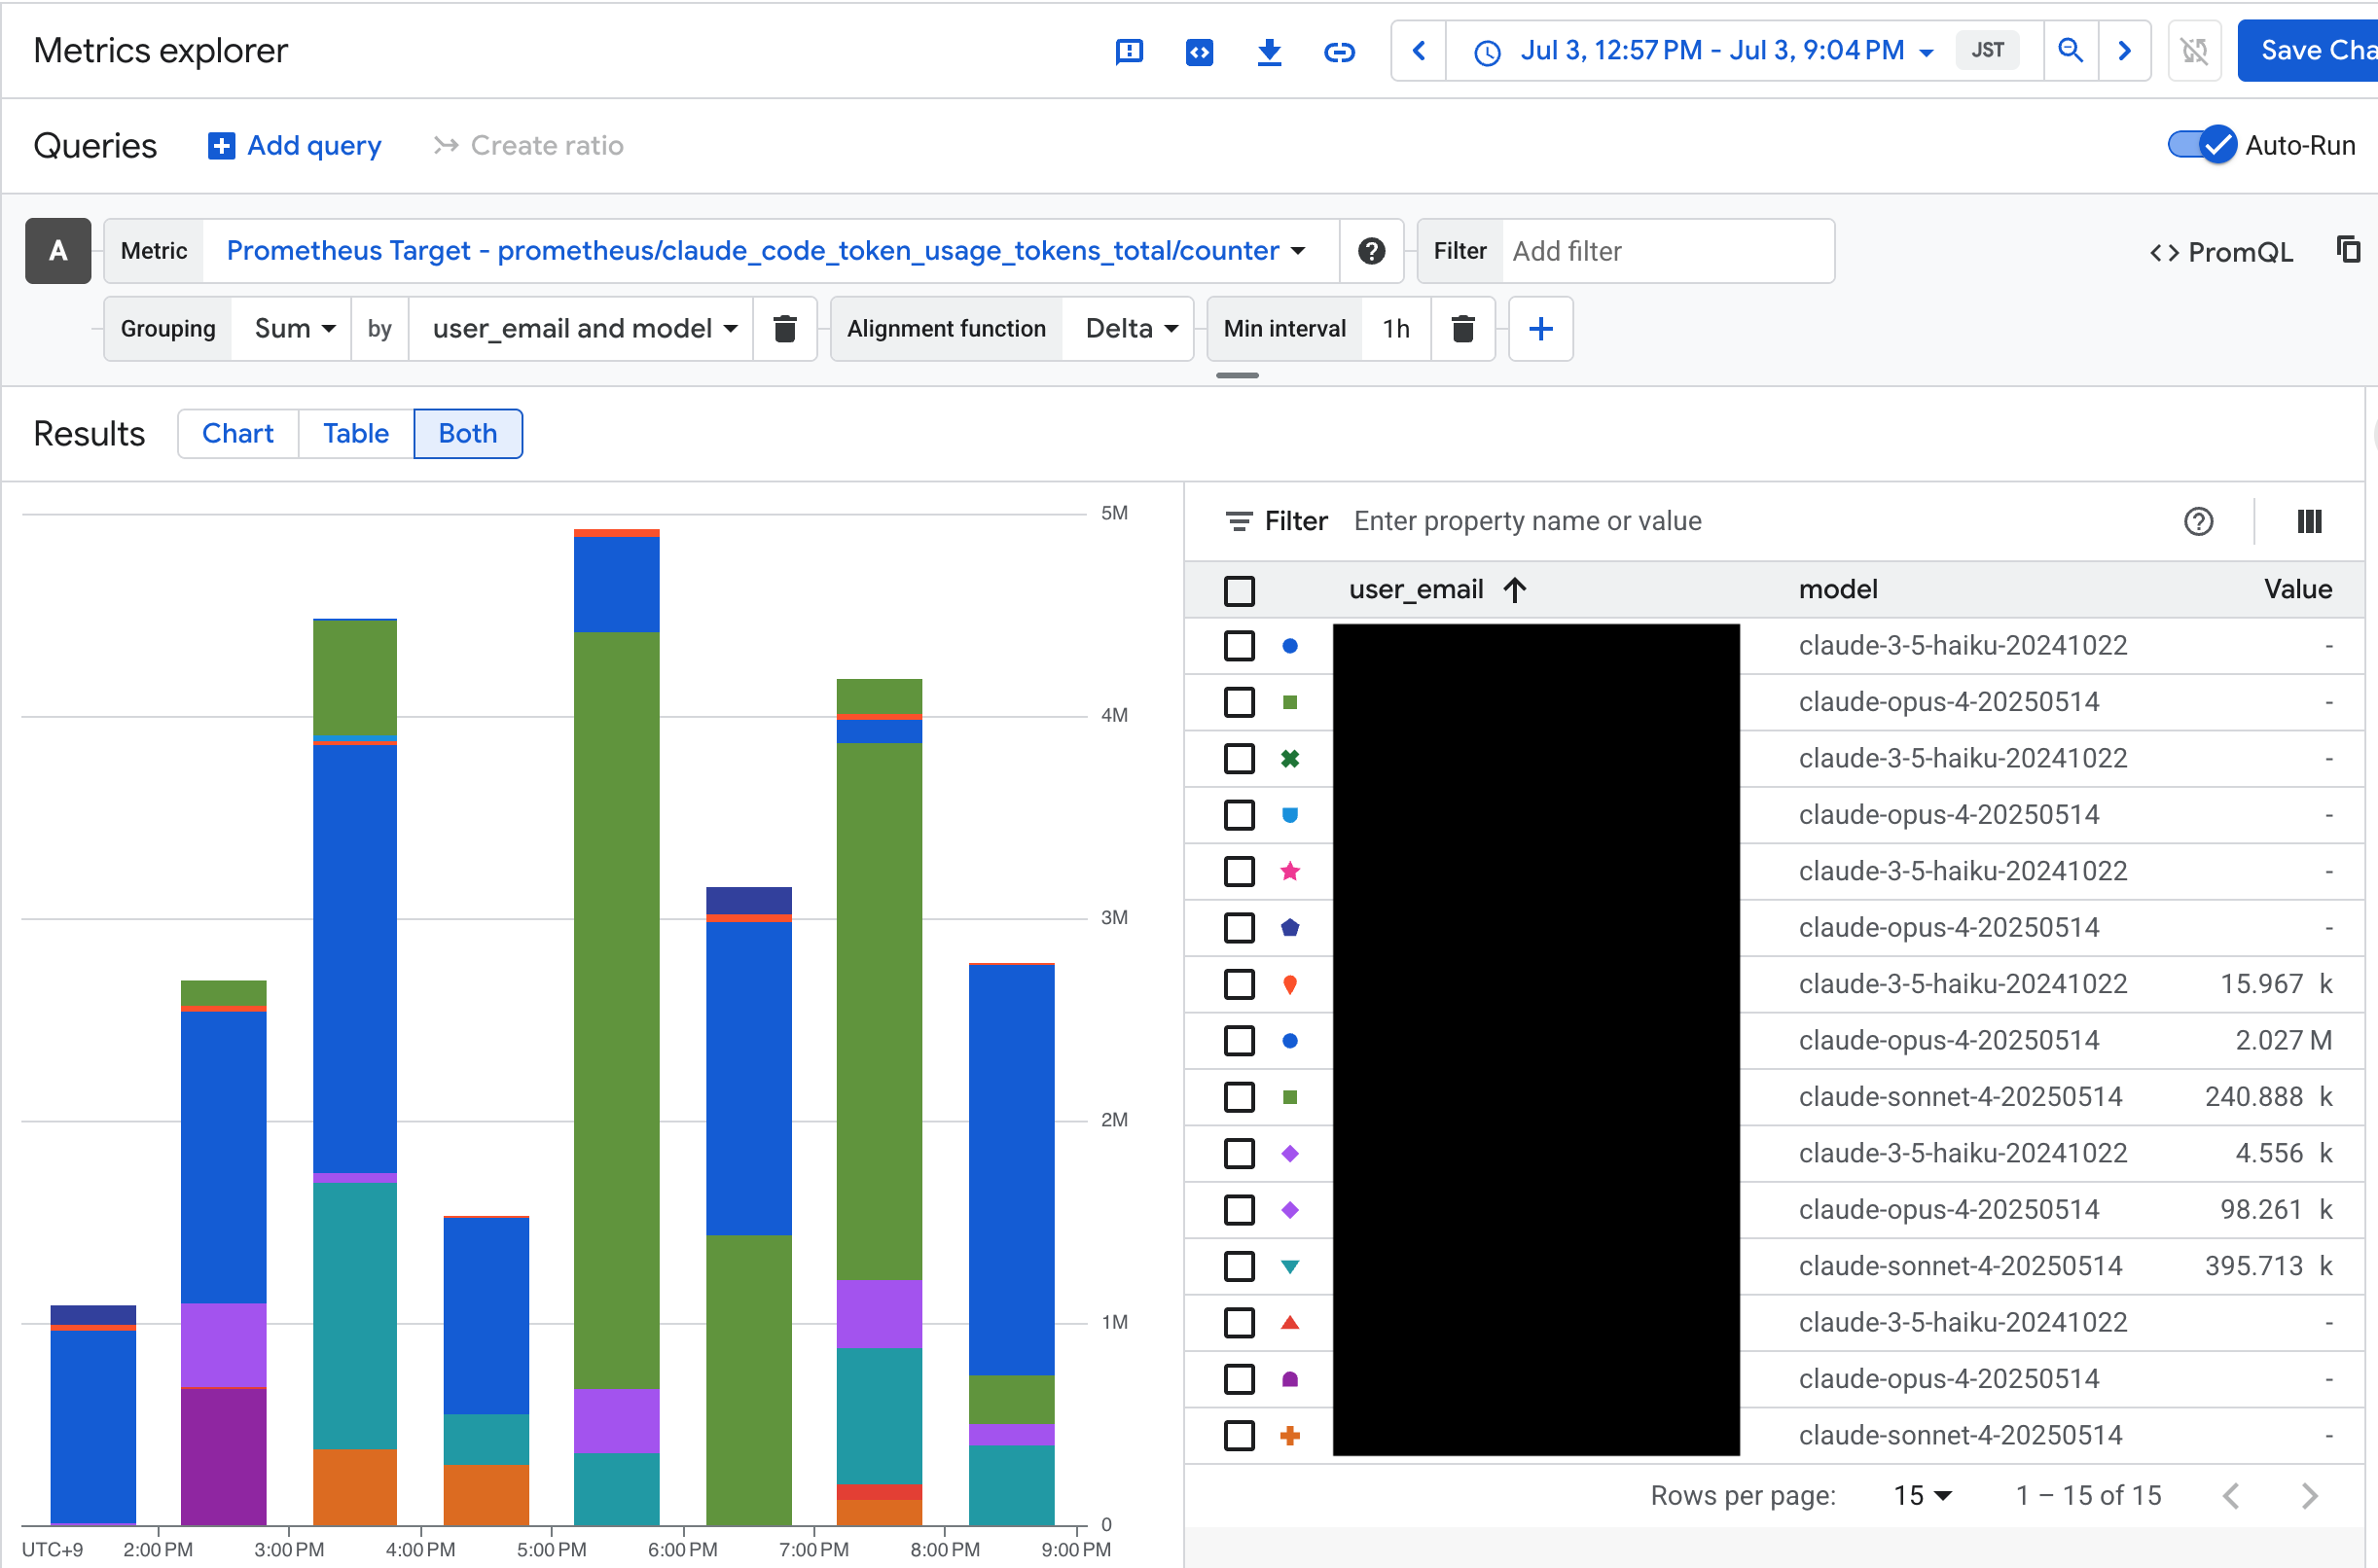 Metrics explorer
Jul 3, 12:57 PM - Jul 3, 9:04 PM JST
Save Cha
Queries Add query Create ratio Auto-Run
A Metric Prometheus Target - prometheus/claude_code_token_usage_tokens_total/counter Filter Add filter <> PromQL
Grouping Sum by user_email and model Alignment function Delta Min interval 1h
Results Chart Table Both
5M
4M
3M
2M
1M
0
UTC+9 2:00 PM 3:00 PM 4:00 PM 5:00 PM 6:00 PM 7:00 PM 8:00 PM 9:00 PM
Filter Enter property name or value
user_email model Value
claude-3-5-haiku-20241022 -
claude-opus-4-20250514 -
claude-3-5-haiku-20241022 -
claude-opus-4-20250514 -
claude-3-5-haiku-20241022 -
claude-opus-4-20250514 -
claude-3-5-haiku-20241022 15.967 k
claude-opus-4-20250514 2.027 M
claude-sonnet-4-20250514 240.888 k
claude-3-5-haiku-20241022 4.556 k
claude-opus-4-20250514 98.261 k
claude-sonnet-4-20250514 395.713 k
claude-3-5-haiku-20241022 -
claude-opus-4-20250514 -
claude-sonnet-4-20250514 -
Rows per page: 15 1 – 15 of 15